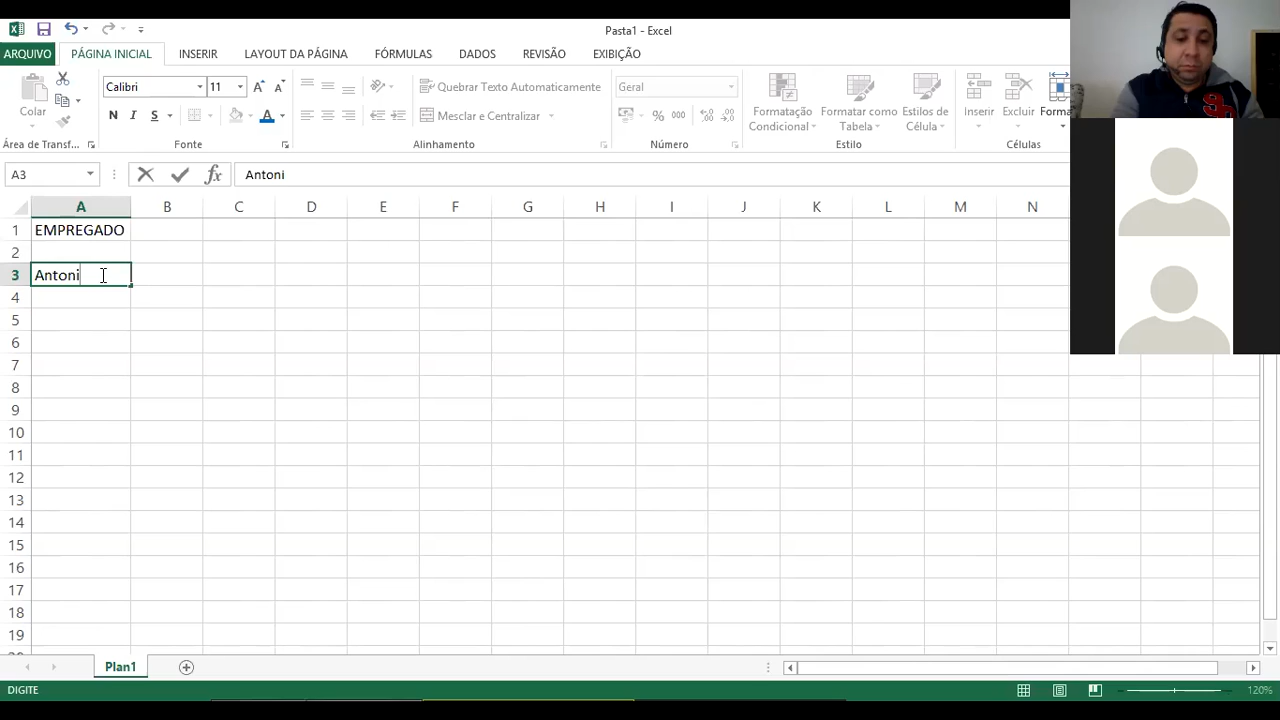 Pasta1 - Excel
ARQUIVO PÁGINA INICIAL INSERIR LAYOUT DA PÁGINA FÓRMULAS DADOS REVISÃO EXIBIÇÃO
Calibri 11 Quebrar Texto Automaticamente Geral
Colar Formatação Condicional Formatar como Tabela Estilos de Célula Inserir Excluir Forma
N I S A Mesclar e Centralizar % 000
Área de Transf... Fonte Alinhamento Número Estilo Células
A3 fx Antoni
A B C D E F G H I J K L M N
1 EMPREGADO
2
3 Antoni
4
5
6
7
8
9
10
11
12
13
14
15
16
17
18
19
Plan1
DIGITE 120%